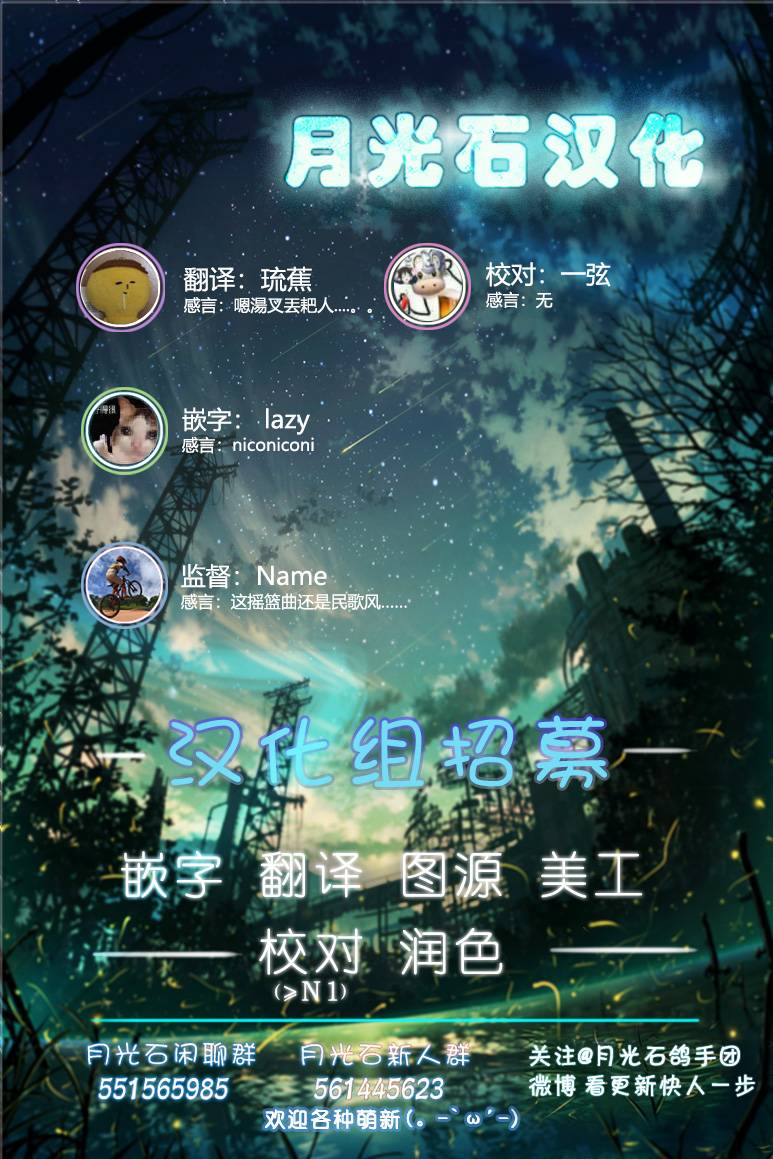 月光石汉化
翻译：琉蕉
感言：嗯湯叉丢耙人....。。
校对：一弦
感言：无
嵌字： lazy
感言：niconiconi
监督：Name
感言：这摇篮曲还是民歌风......
汉化组招募
嵌字 翻译 图源 美工
校对 润色
(⩾N1)
月光石闲聊群
551565985
月光石新人群
561445623
关注@月光石鸽手团
微博 看更新快人一步
欢迎各种萌新(。-`ω´-)